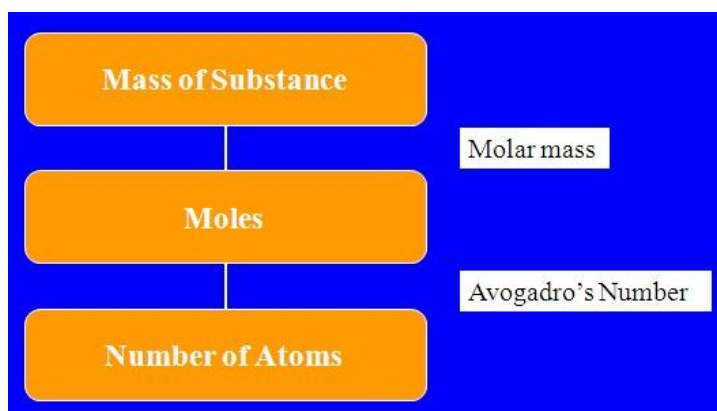 Mass of Substance
Molar mass
Moles
Avogadro’s Number
Number of Atoms